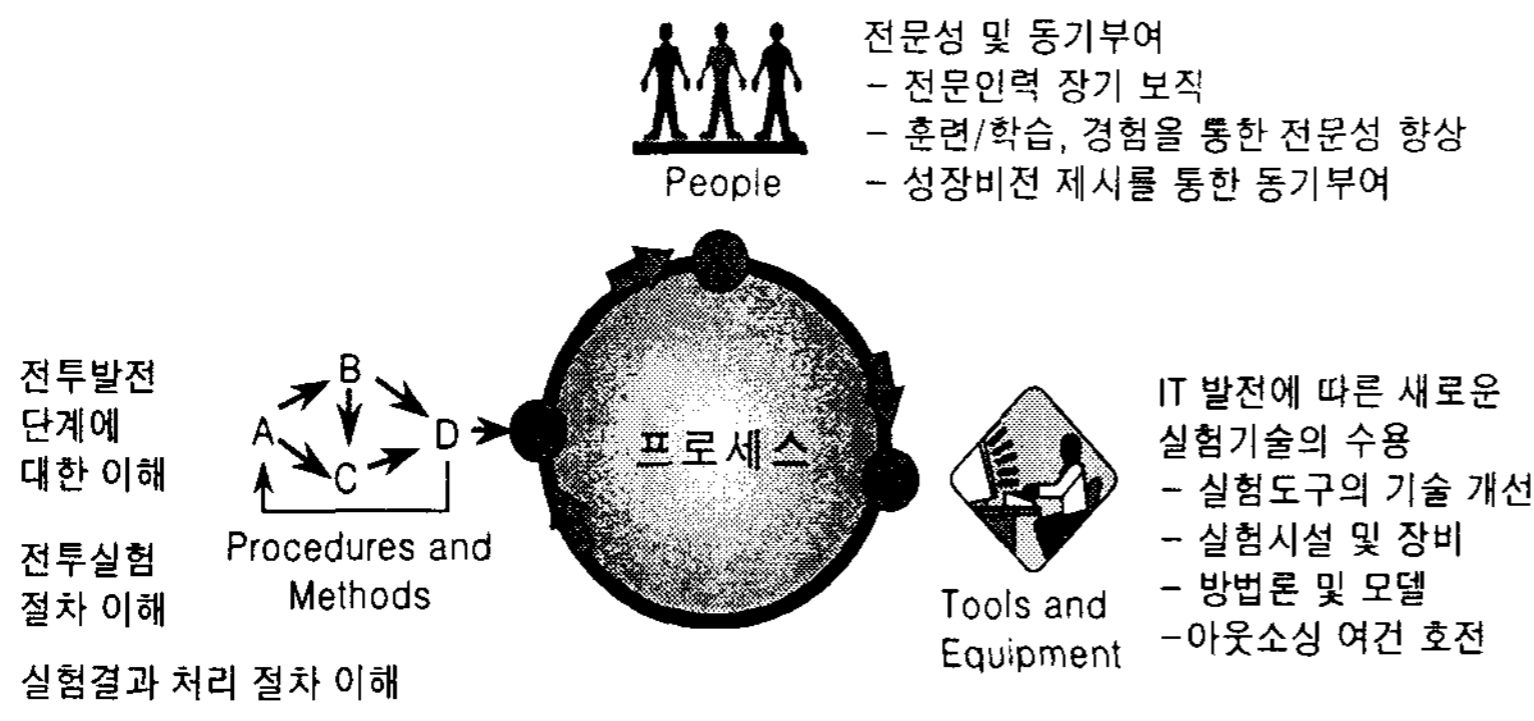 전문성 및 동기부여
- 전문인력 장기 보직
- 훈련/학습, 경험을 통한 전문성 향상
- 성장비전 제시를 통한 동기부여
People
프로세스
전투발전
단계에
대한 이해
전투실험
절차 이해
실험결과 처리 절차 이해
B
A
D
C
Procedures and
Methods
Tools and
Equipment
IT 발전에 따른 새로운
실험기술의 수용
- 실험도구의 기술 개선
- 실험시설 및 장비
- 방법론 및 모델
-아웃소싱 여건 호전